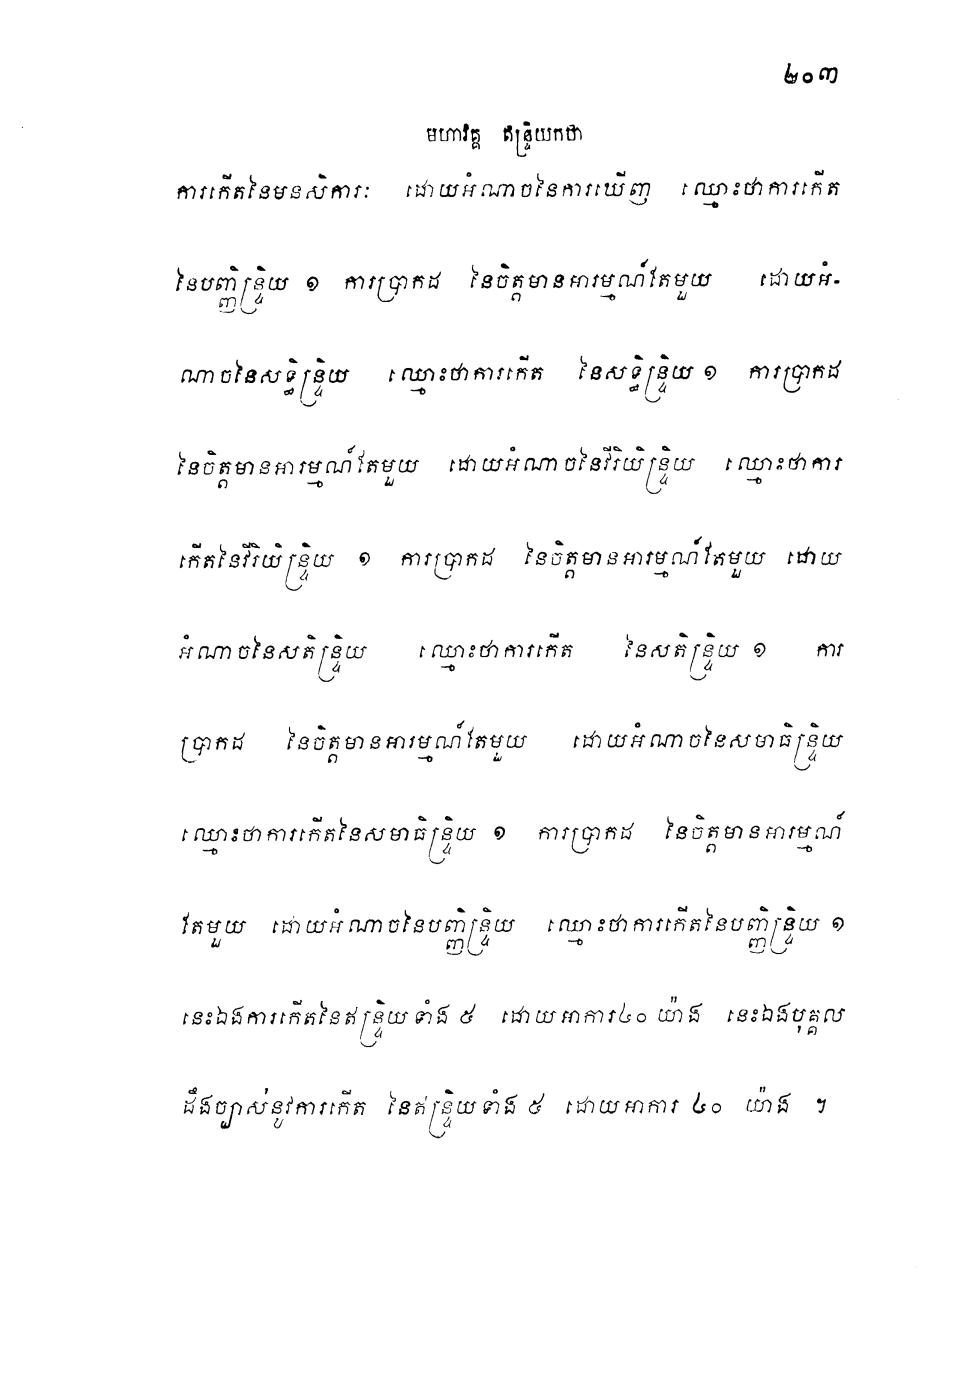 ២០៣
មហាវគ្គ ឥន្ទ្រិយកថា
ការកើតនៃមនសិការៈ ដោយអំណាចនៃការឃើញ ឈ្មោះថាការកើត
នៃបញ្ញិន្ទ្រិយ ១ ការប្រាកដ នៃចិត្តមានអារម្មណ៍តែមួយ ដោយអំ-
ណាចនៃសទ្ធិន្ទ្រិយ ឈ្មោះថាការកើត នៃសទ្ធិន្ទ្រិយ ១ ការប្រាកដ
នៃចិត្តមានអារម្មណ៍តែមួយ ដោយអំណាចនៃវីរិយិន្ទ្រិយ ឈ្មោះថាការ
កើតនៃវីរិយិន្ទ្រិយ ១ ការប្រាកដ នៃចិត្តមានអារម្មណ៍តែមួយ ដោយ
អំណាចនៃសតិន្ទ្រិយ ឈ្មោះថាការកើត នៃសតិន្ទ្រិយ ១ ការ
ប្រាកដ នៃចិត្តមានអារម្មណ៍តែមួយ ដោយអំណាចនៃសមាធិន្ទ្រិយ
ឈ្មោះថាការកើតនៃសមាធិន្ទ្រិយ ១ ការប្រាកដ នៃចិត្តមានអារម្មណ៍
តែមួយ ដោយអំណាចនៃបញ្ញិន្ទ្រិយ ឈ្មោះថាការកើតនៃបញ្ញិន្ទ្រិយ ១
នេះឯងការកើតនៃឥន្ទ្រិយទាំង ៥ ដោយអាការ៤០ យ៉ាង នេះឯងបុគ្គល
ដឹងច្បាស់នូវការកើត នៃឥន្ទ្រិយទាំង ៥ ដោយអាការ ៤០ យ៉ាង ។